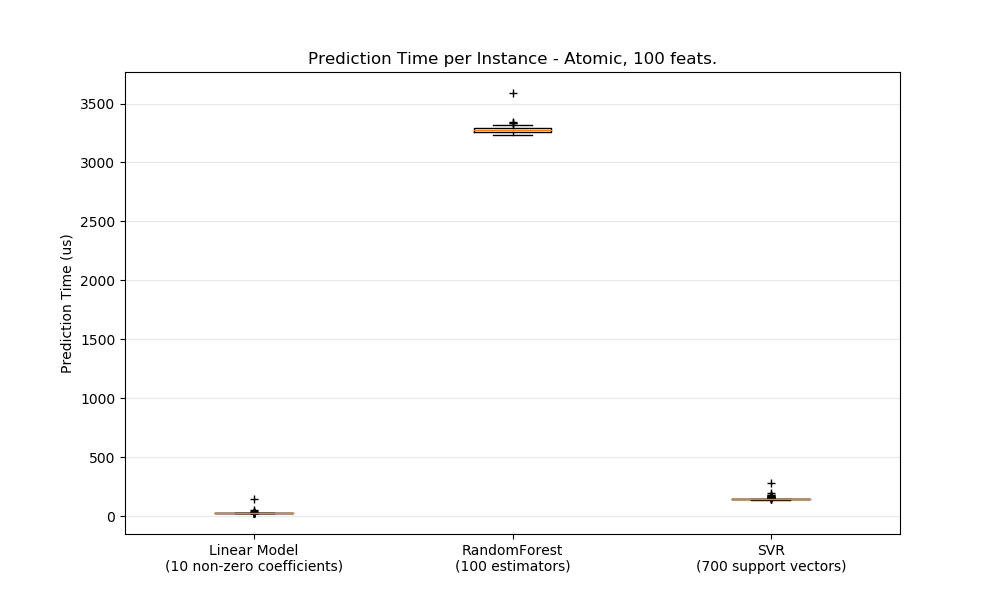 Prediction Time per Instance - Atomic, 100 feats.
Prediction Time (us)
3500
3000
2500
2000
1500
1000
500
0
Linear Model
(10 non-zero coefficients)
RandomForest
(100 estimators)
SVR
(700 support vectors)